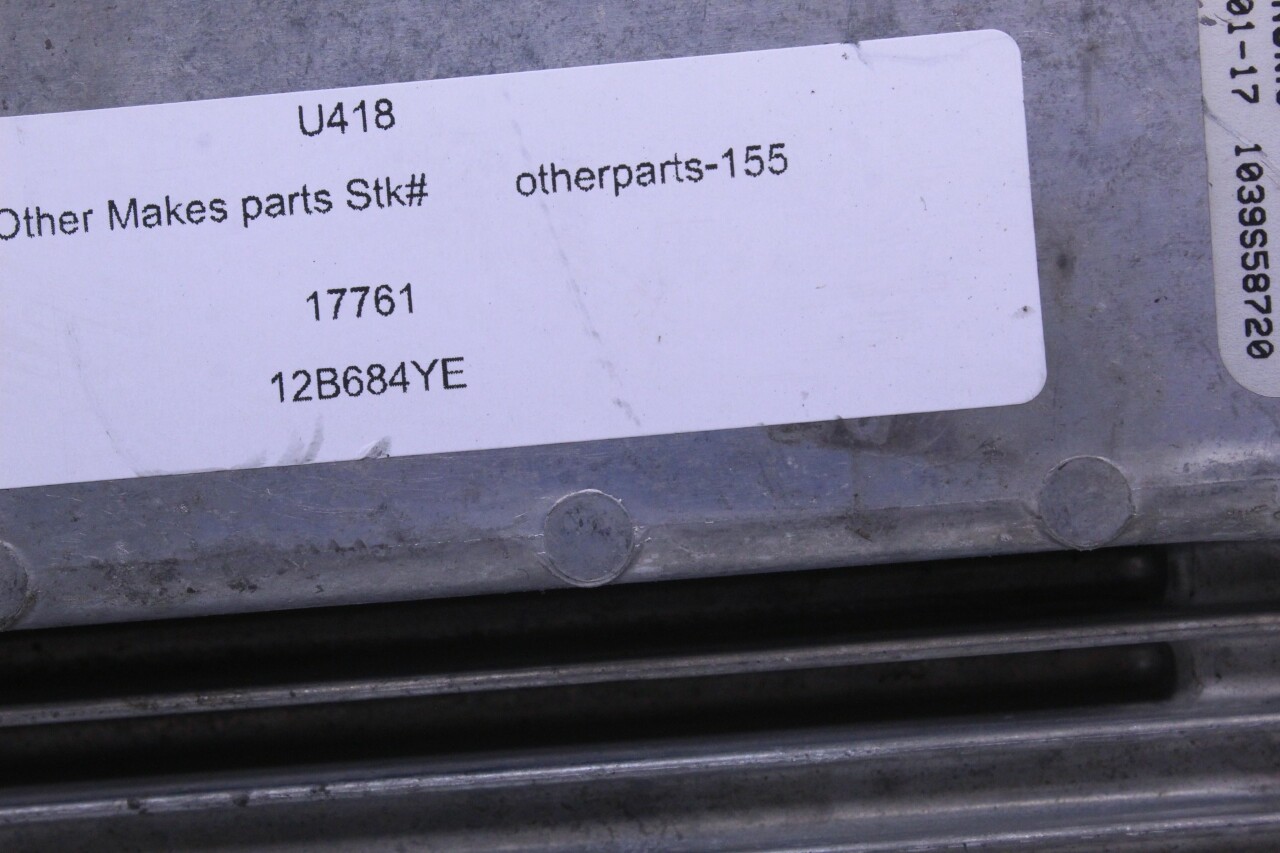 U418
Other Makes parts Stk# otherparts-155
17761
12B684YE
01-17 1039S58720